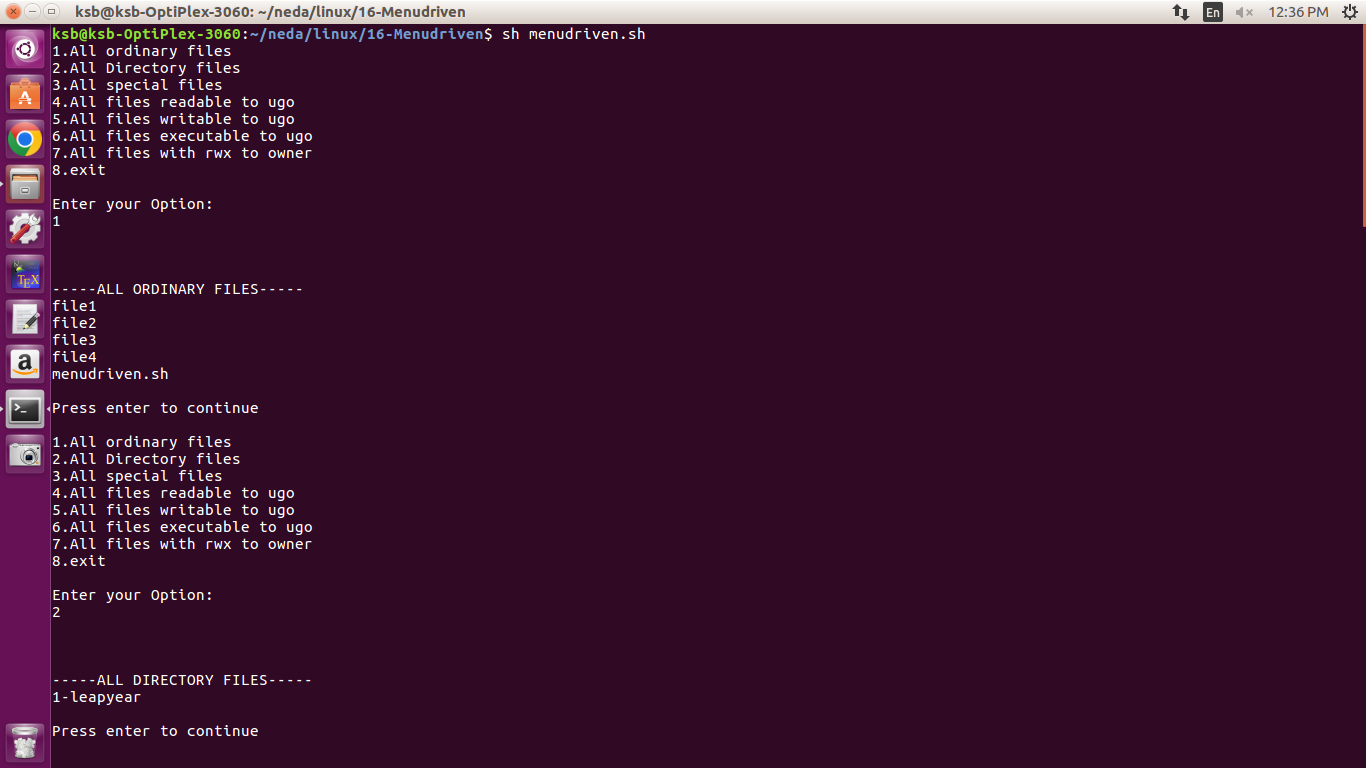 ksb@ksb-OptiPlex-3060: ~/neda/linux/16-Menudriven
En
12:36 PM
ksb@ksb-OptiPlex-3060:~/neda/linux/16-Menudriven$ sh menudriven.sh
1.All ordinary files
2.All Directory files
3.All special files
4.All files readable to ugo
5.All files writable to ugo
6.All files executable to ugo
7.All files with rwx to owner
8.exit
Enter your Option:
1
-----ALL ORDINARY FILES-----
file1
file2
file3
file4
menudriven.sh
Press enter to continue
1.All ordinary files
2.All Directory files
3.All special files
4.All files readable to ugo
5.All files writable to ugo
6.All files executable to ugo
7.All files with rwx to owner
8.exit
Enter your Option:
2
-----ALL DIRECTORY FILES-----
1-leapyear
Press enter to continue
TEX
a
>_